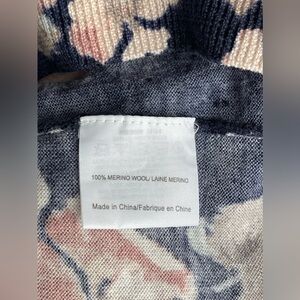 100% MERINO WOOL/ LAINE MERINO
Made in China/Fabrique en Chine